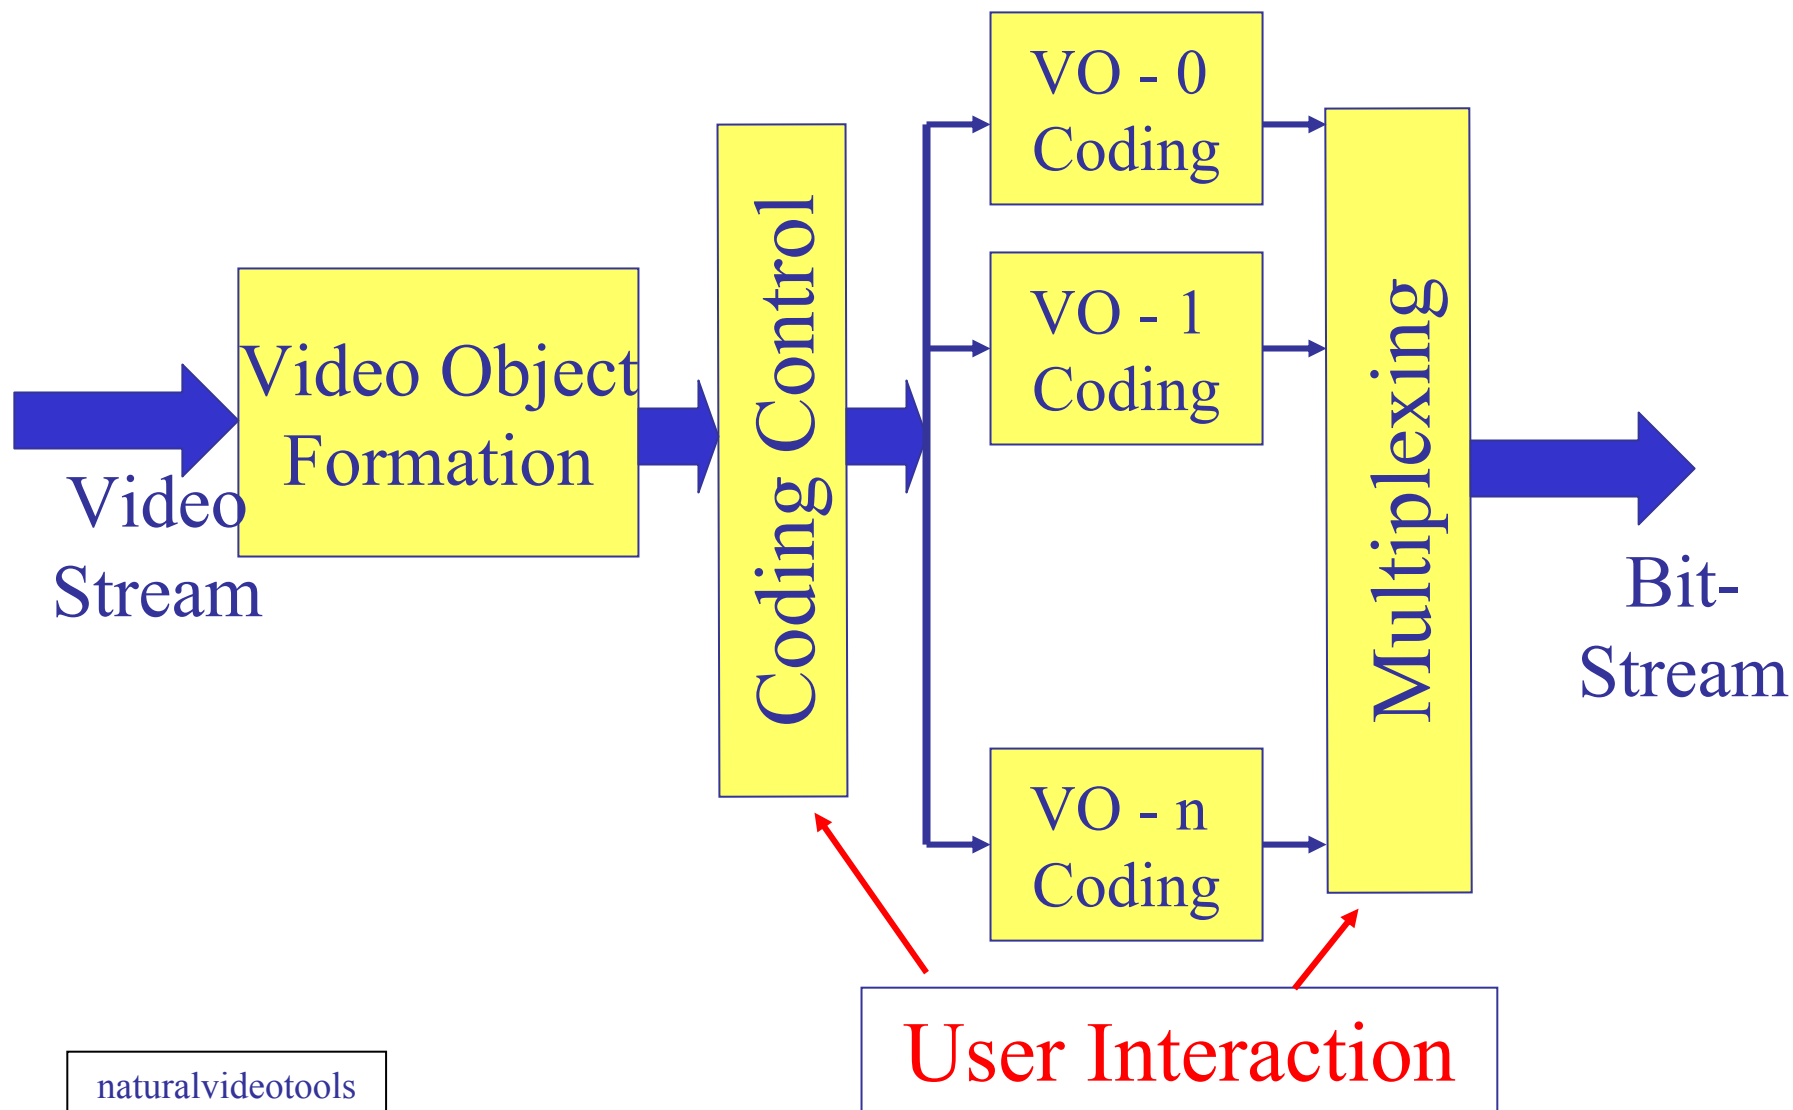 Video
Stream
Video Object
Formation
Coding Control
VO - 0
Coding
VO - 1
Coding
VO - n
Coding
Multiplexing
Bit-
Stream
User Interaction
naturalvideotools